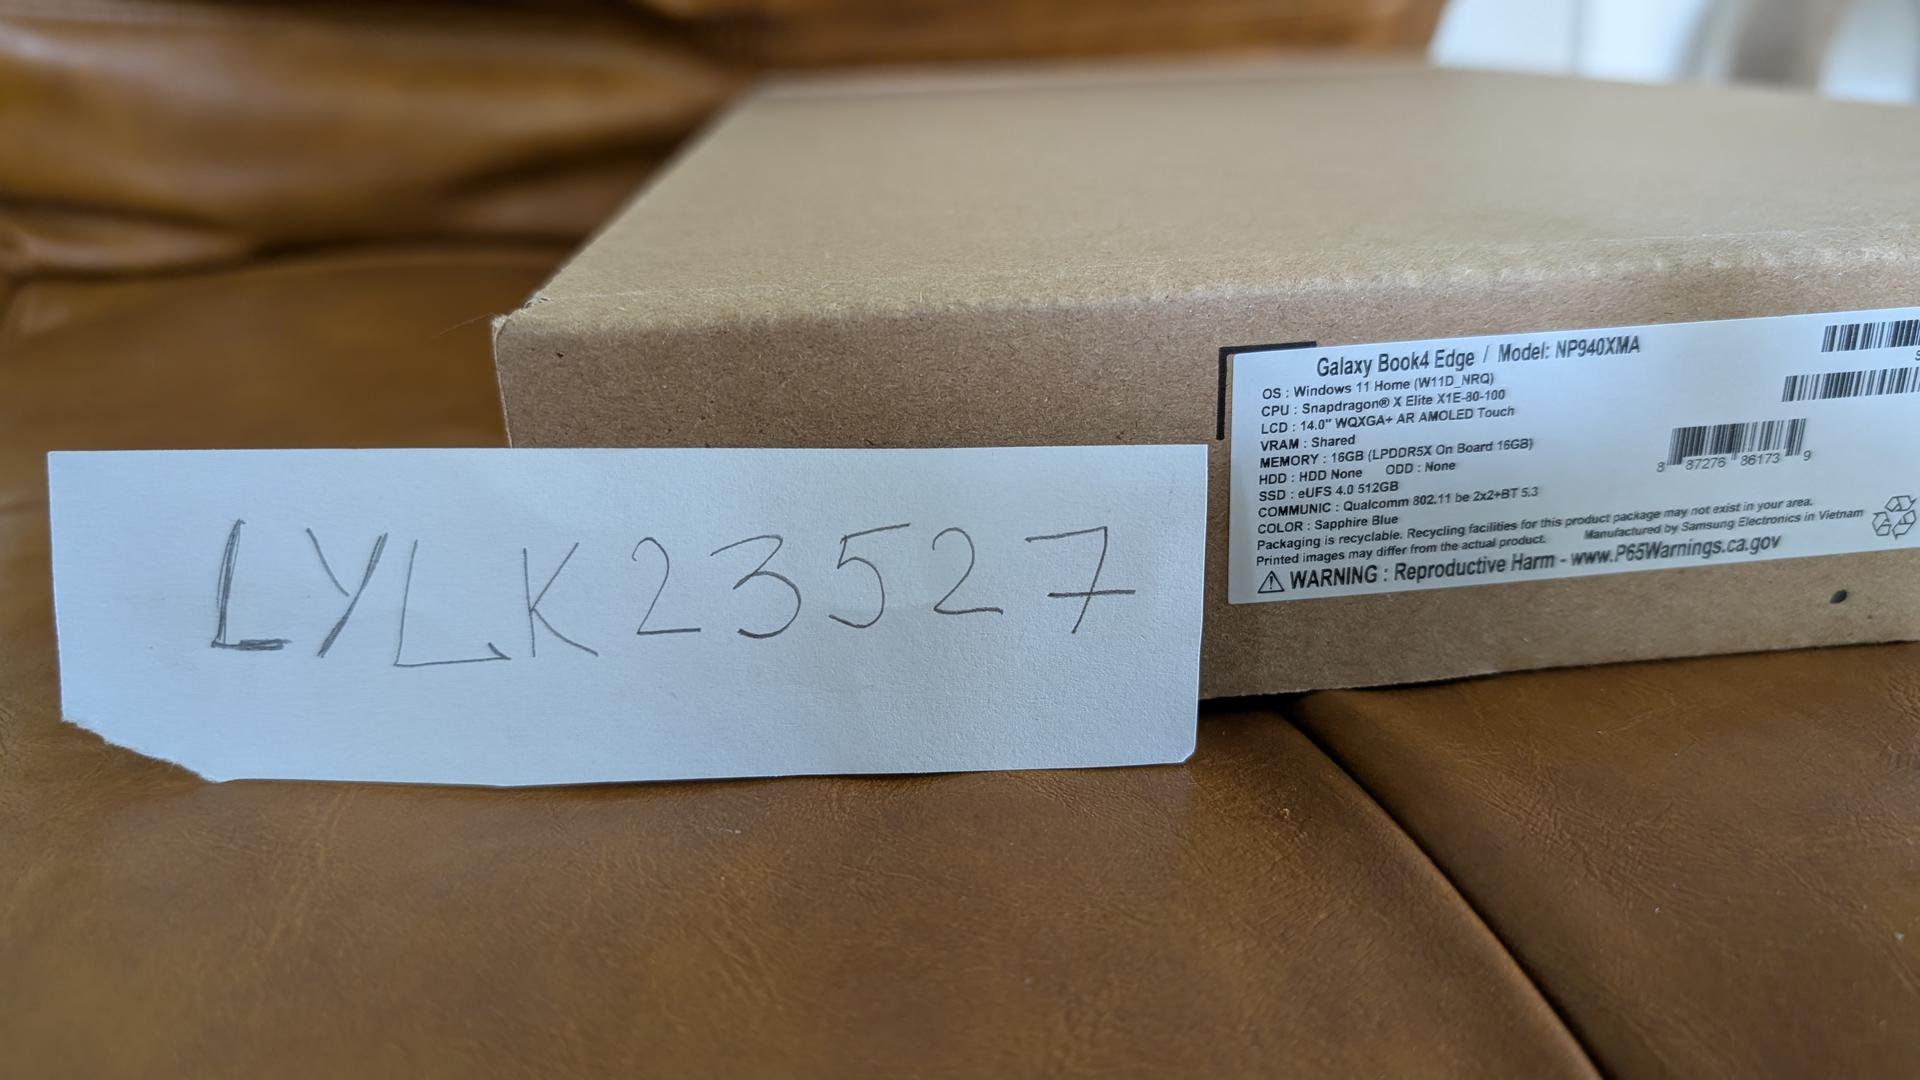 LYLK23527
Galaxy Book4 Edge / Model: NP940XMA
OS : Windows 11 Home (W11D_NRQ)
CPU : Snapdragon® X Elite X1E-80-100
LCD : 14.0" WQXGA+ AR AMOLED Touch
VRAM : Shared
MEMORY : 16GB (LPDDR5X On Board 16GB)
HDD : HDD None ODD : None
SSD : eUFS 4.0 512GB
COMMUNIC : Qualcomm 802.11 be 2x2+BT 5.3
COLOR : Sapphire Blue
Packaging is recyclable. Recycling facilities for this product package may not exist in your area.
Printed images may differ from the actual product. Manufactured by Samsung Electronics in Vietnam
WARNING : Reproductive Harm - www.P65Warnings.ca.gov
8 87276 86173 9